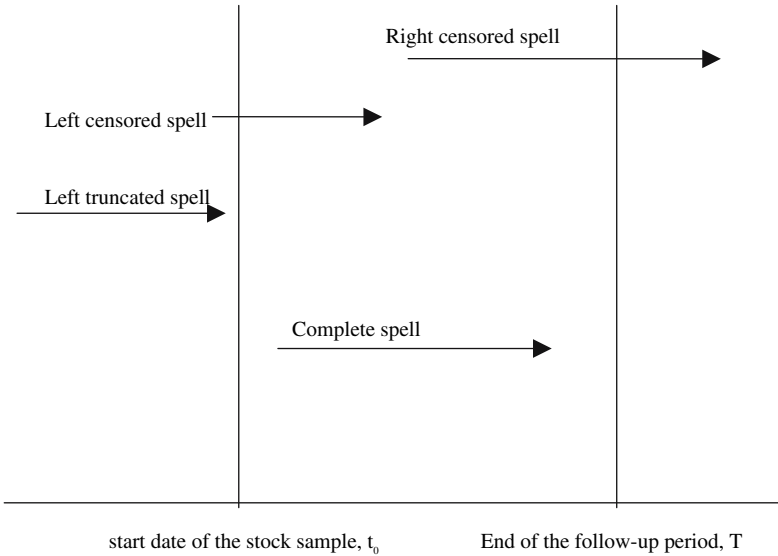 Right censored spell
Left censored spell
Left truncated spell
Complete spell
start date of the stock sample, t₀
End of the follow-up period, T